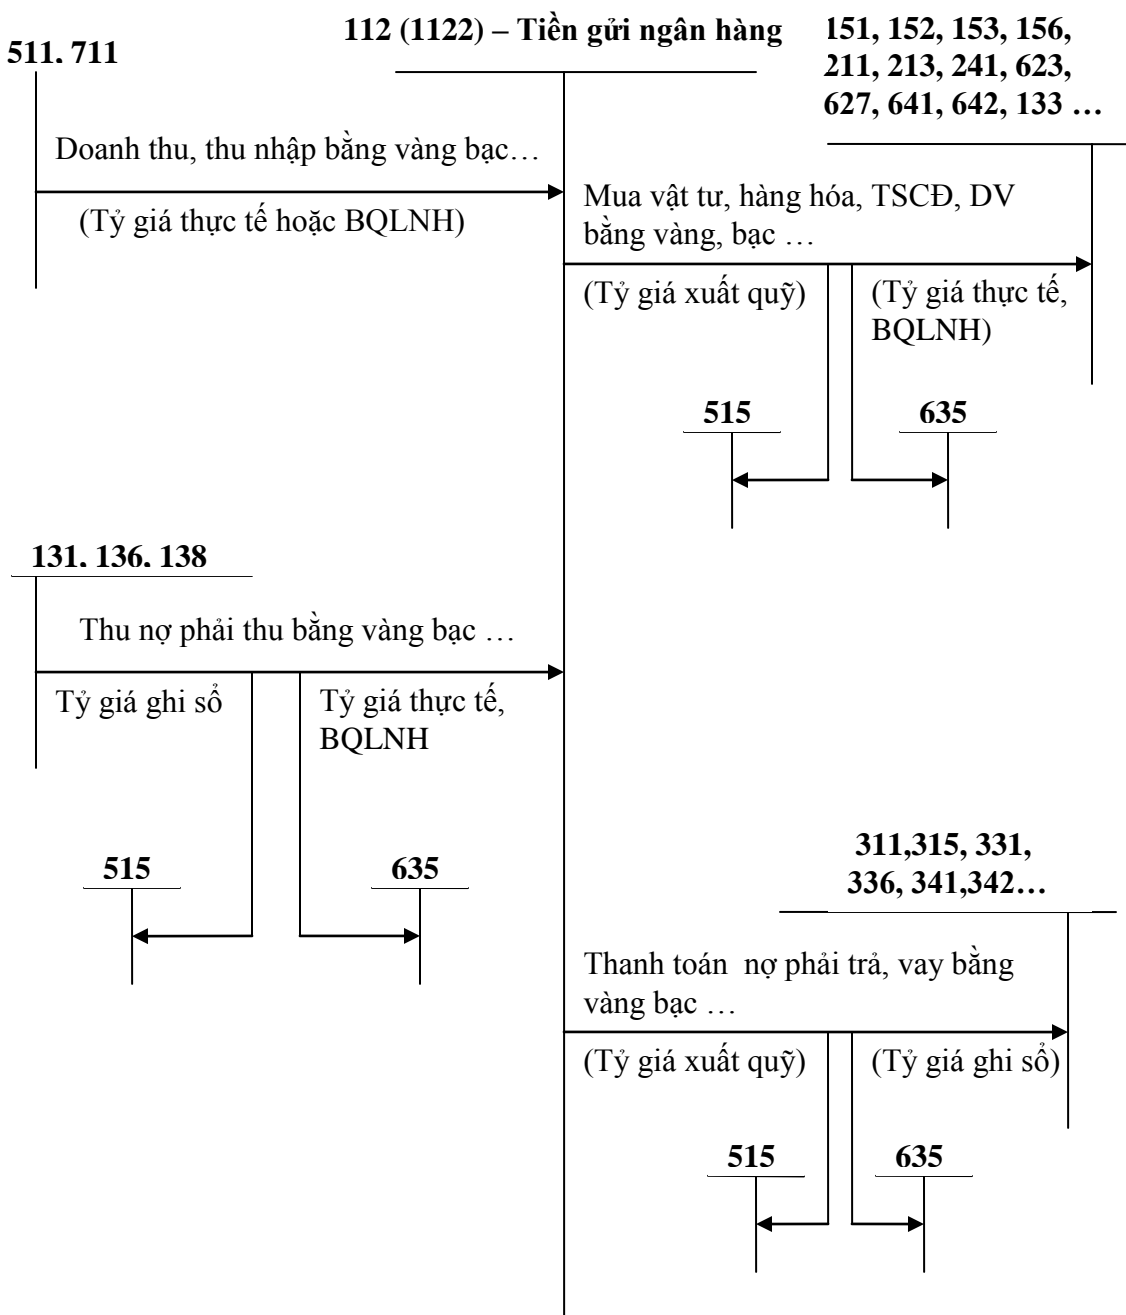 112 (1122) – Tiền gửi ngân hàng
511, 711
151, 152, 153, 156,
211, 213, 241, 623,
627, 641, 642, 133 …
Doanh thu, thu nhập bằng vàng bạc…
(Tỷ giá thực tế hoặc BQLNH)
Mua vật tư, hàng hóa, TSCĐ, DV
bằng vàng, bạc …
(Tỷ giá xuất quỹ)
(Tỷ giá thực tế,
BQLNH)
515
635
131, 136, 138
Thu nợ phải thu bằng vàng bạc …
Tỷ giá ghi sổ
Tỷ giá thực tế,
BQLNH
515
635
311,315, 331,
336, 341,342…
Thanh toán nợ phải trả, vay bằng
vàng bạc …
(Tỷ giá xuất quỹ)
(Tỷ giá ghi sổ)
515
635